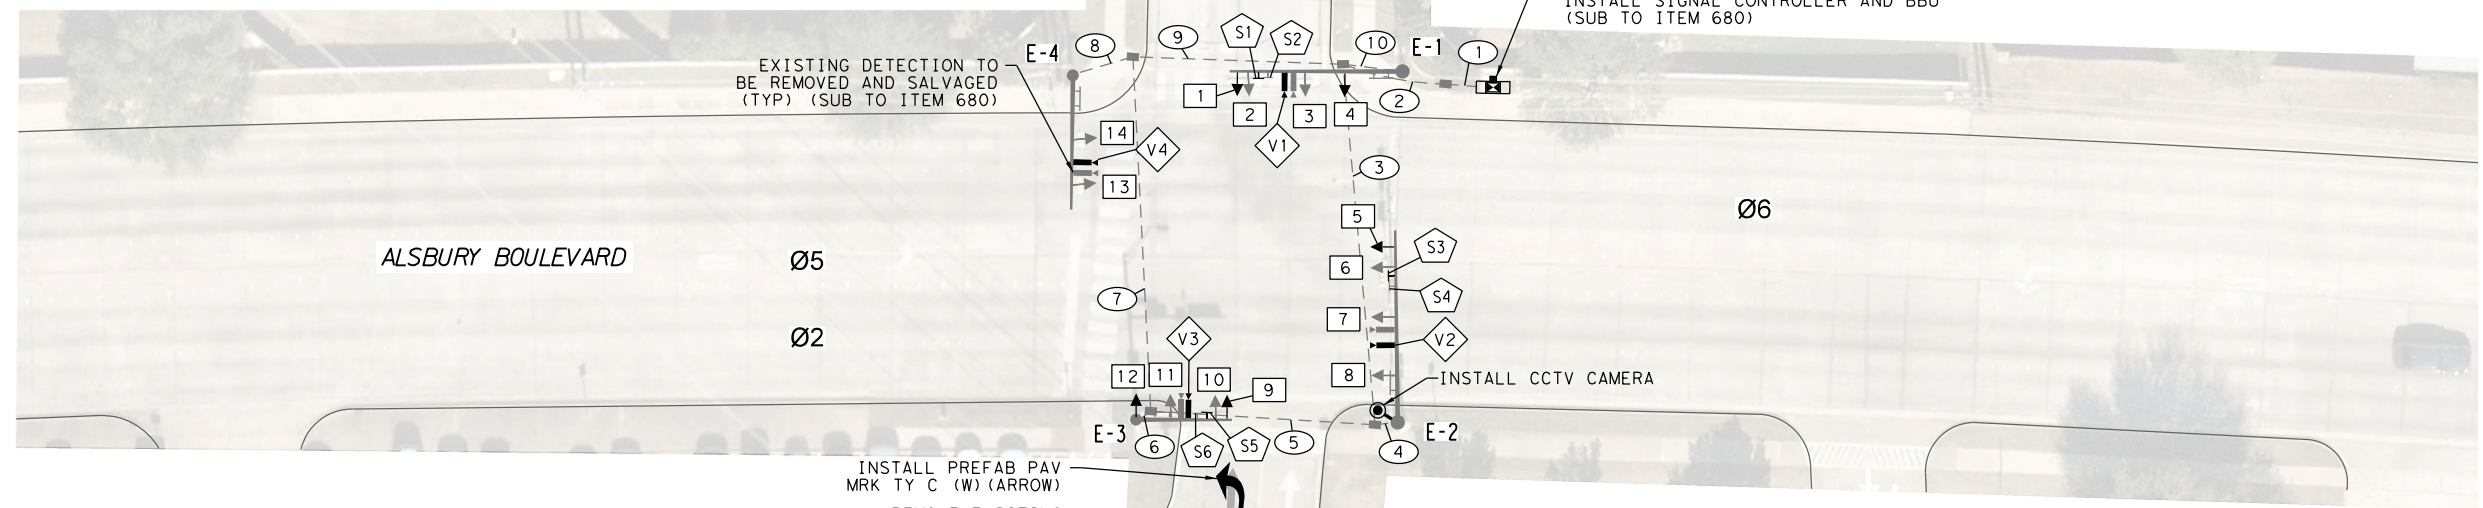 INSTALL SIGNAL CONTROLLER AND BBU
(SUB TO ITEM 680)
EXISTING DETECTION TO
BE REMOVED AND SALVAGED
(TYP) (SUB TO ITEM 680)
E-4
8
9
S1
S2
10
E-1
1
2
1
2
V1
3
4
14
V4
13
3
5
S3
6
S4
7
V2
8
INSTALL CCTV CAMERA
Ø6
ALSBURY BOULEVARD
Ø5
Ø2
7
V3
12
11
10
9
E-3
6
S6
S5
5
4
E-2
INSTALL PREFAB PAV
MRK TY C (W) (ARROW)